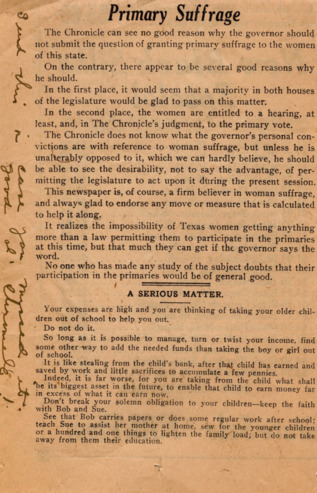 Primary Suffrage
The Chronicle can see no good reason why the governor should
not submit the question of granting primary suffrage to the women
of this state.
On the contrary, there appear to be several good reasons why
he should.
In the first place, it would seem that a majority in both houses
of the legislature would be glad to pass on this matter.
In the second place, the women are entitled to a hearing, at
least, and, in The Chronicle's judgment, to the primary vote.
The Chronicle does not know what the governor's personal con-
victions are with reference to woman suffrage, but unless he is
unalterably opposed to it, which we can hardly believe, he should
be able to see the desirability, not to say the advantage, of per-
mitting the legislature to act upon it during the present session.
This newspaper is, of course, a firm believer in woman suffrage,
and always glad to endorse any move or measure that is calculated
to help it along.
It realizes the impossibility of Texas women getting anything
more than a law permitting them to participate in the primaries
at this time, but that much they can get if the governor says the
word.
No one who has made any study of the subject doubts that their
participation in the primaries would be of general good.
A SERIOUS MATTER.
Your expenses are high and you are thinking of taking your older chil-
dren out of school to help you out.
Do not do it.
So long as it is possible to manage, turn or twist your income, find
some other way to add the needed funds than taking the boy or girl out
of school.
It is like stealing from the child's bank, after that child has earned and
saved by work and little sacrifices to accumulate a few pennies.
Indeed, it is far worse, for you are taking from the child what shall
be its biggest asset in the future, to enable that child to earn money far
in excess of what it can earn now.
Don't break your solemn obligation to your children—keep the faith
with Bob and Sue.
See that Bob carries papers or does some regular work after school;
teach Sue to assist her mother at home, sew for the younger children
or a hundred and one things to lighten the family load; but do not take
away from them their education.
Send this in case you missed it.
Chronicle